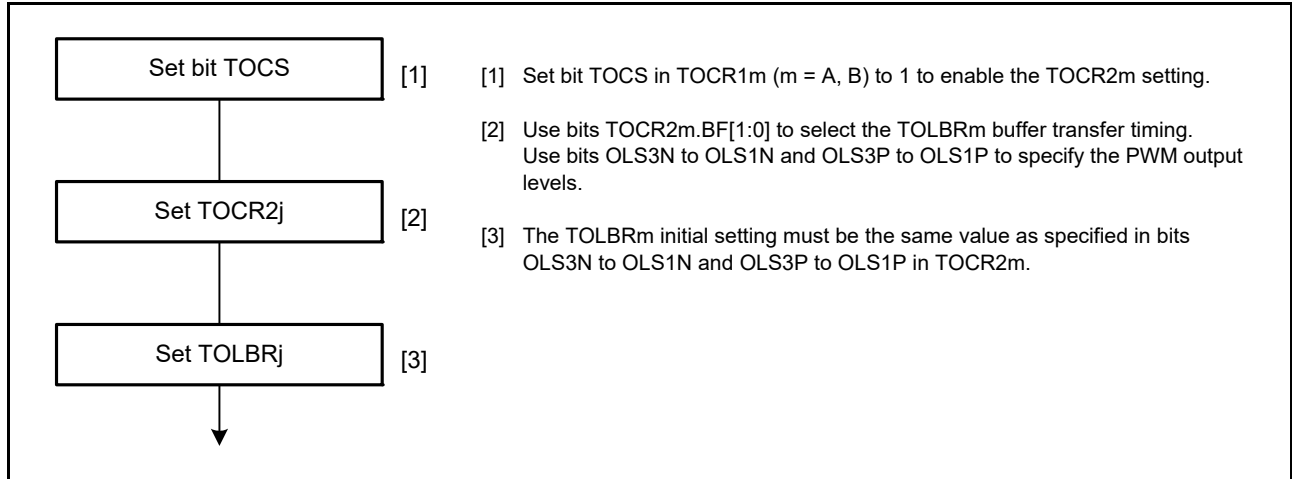 Set bit TOCS
[1]
[1] Set bit TOCS in TOCR1m (m = A, B) to 1 to enable the TOCR2m setting.
[2] Use bits TOCR2m.BF[1:0] to select the TOLBRm buffer transfer timing.
Use bits OLS3N to OLS1N and OLS3P to OLS1P to specify the PWM output
levels.
Set TOCR2j
[2]
[3] The TOLBRm initial setting must be the same value as specified in bits
OLS3N to OLS1N and OLS3P to OLS1P in TOCR2m.
Set TOLBRj
[3]